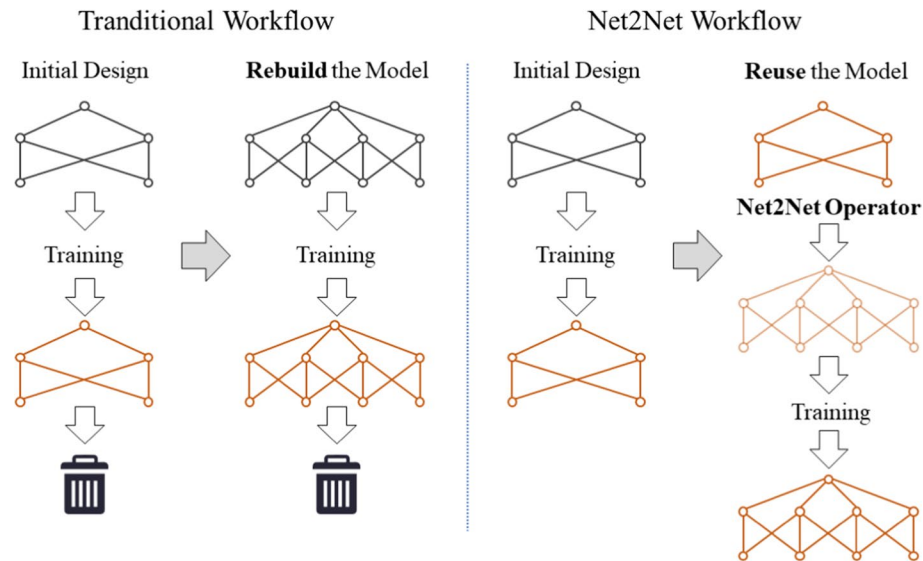 Tranditional Workflow
Initial Design
Rebuild the Model
Training
Training
Net2Net Workflow
Initial Design
Reuse the Model
Net2Net Operator
Training
Training